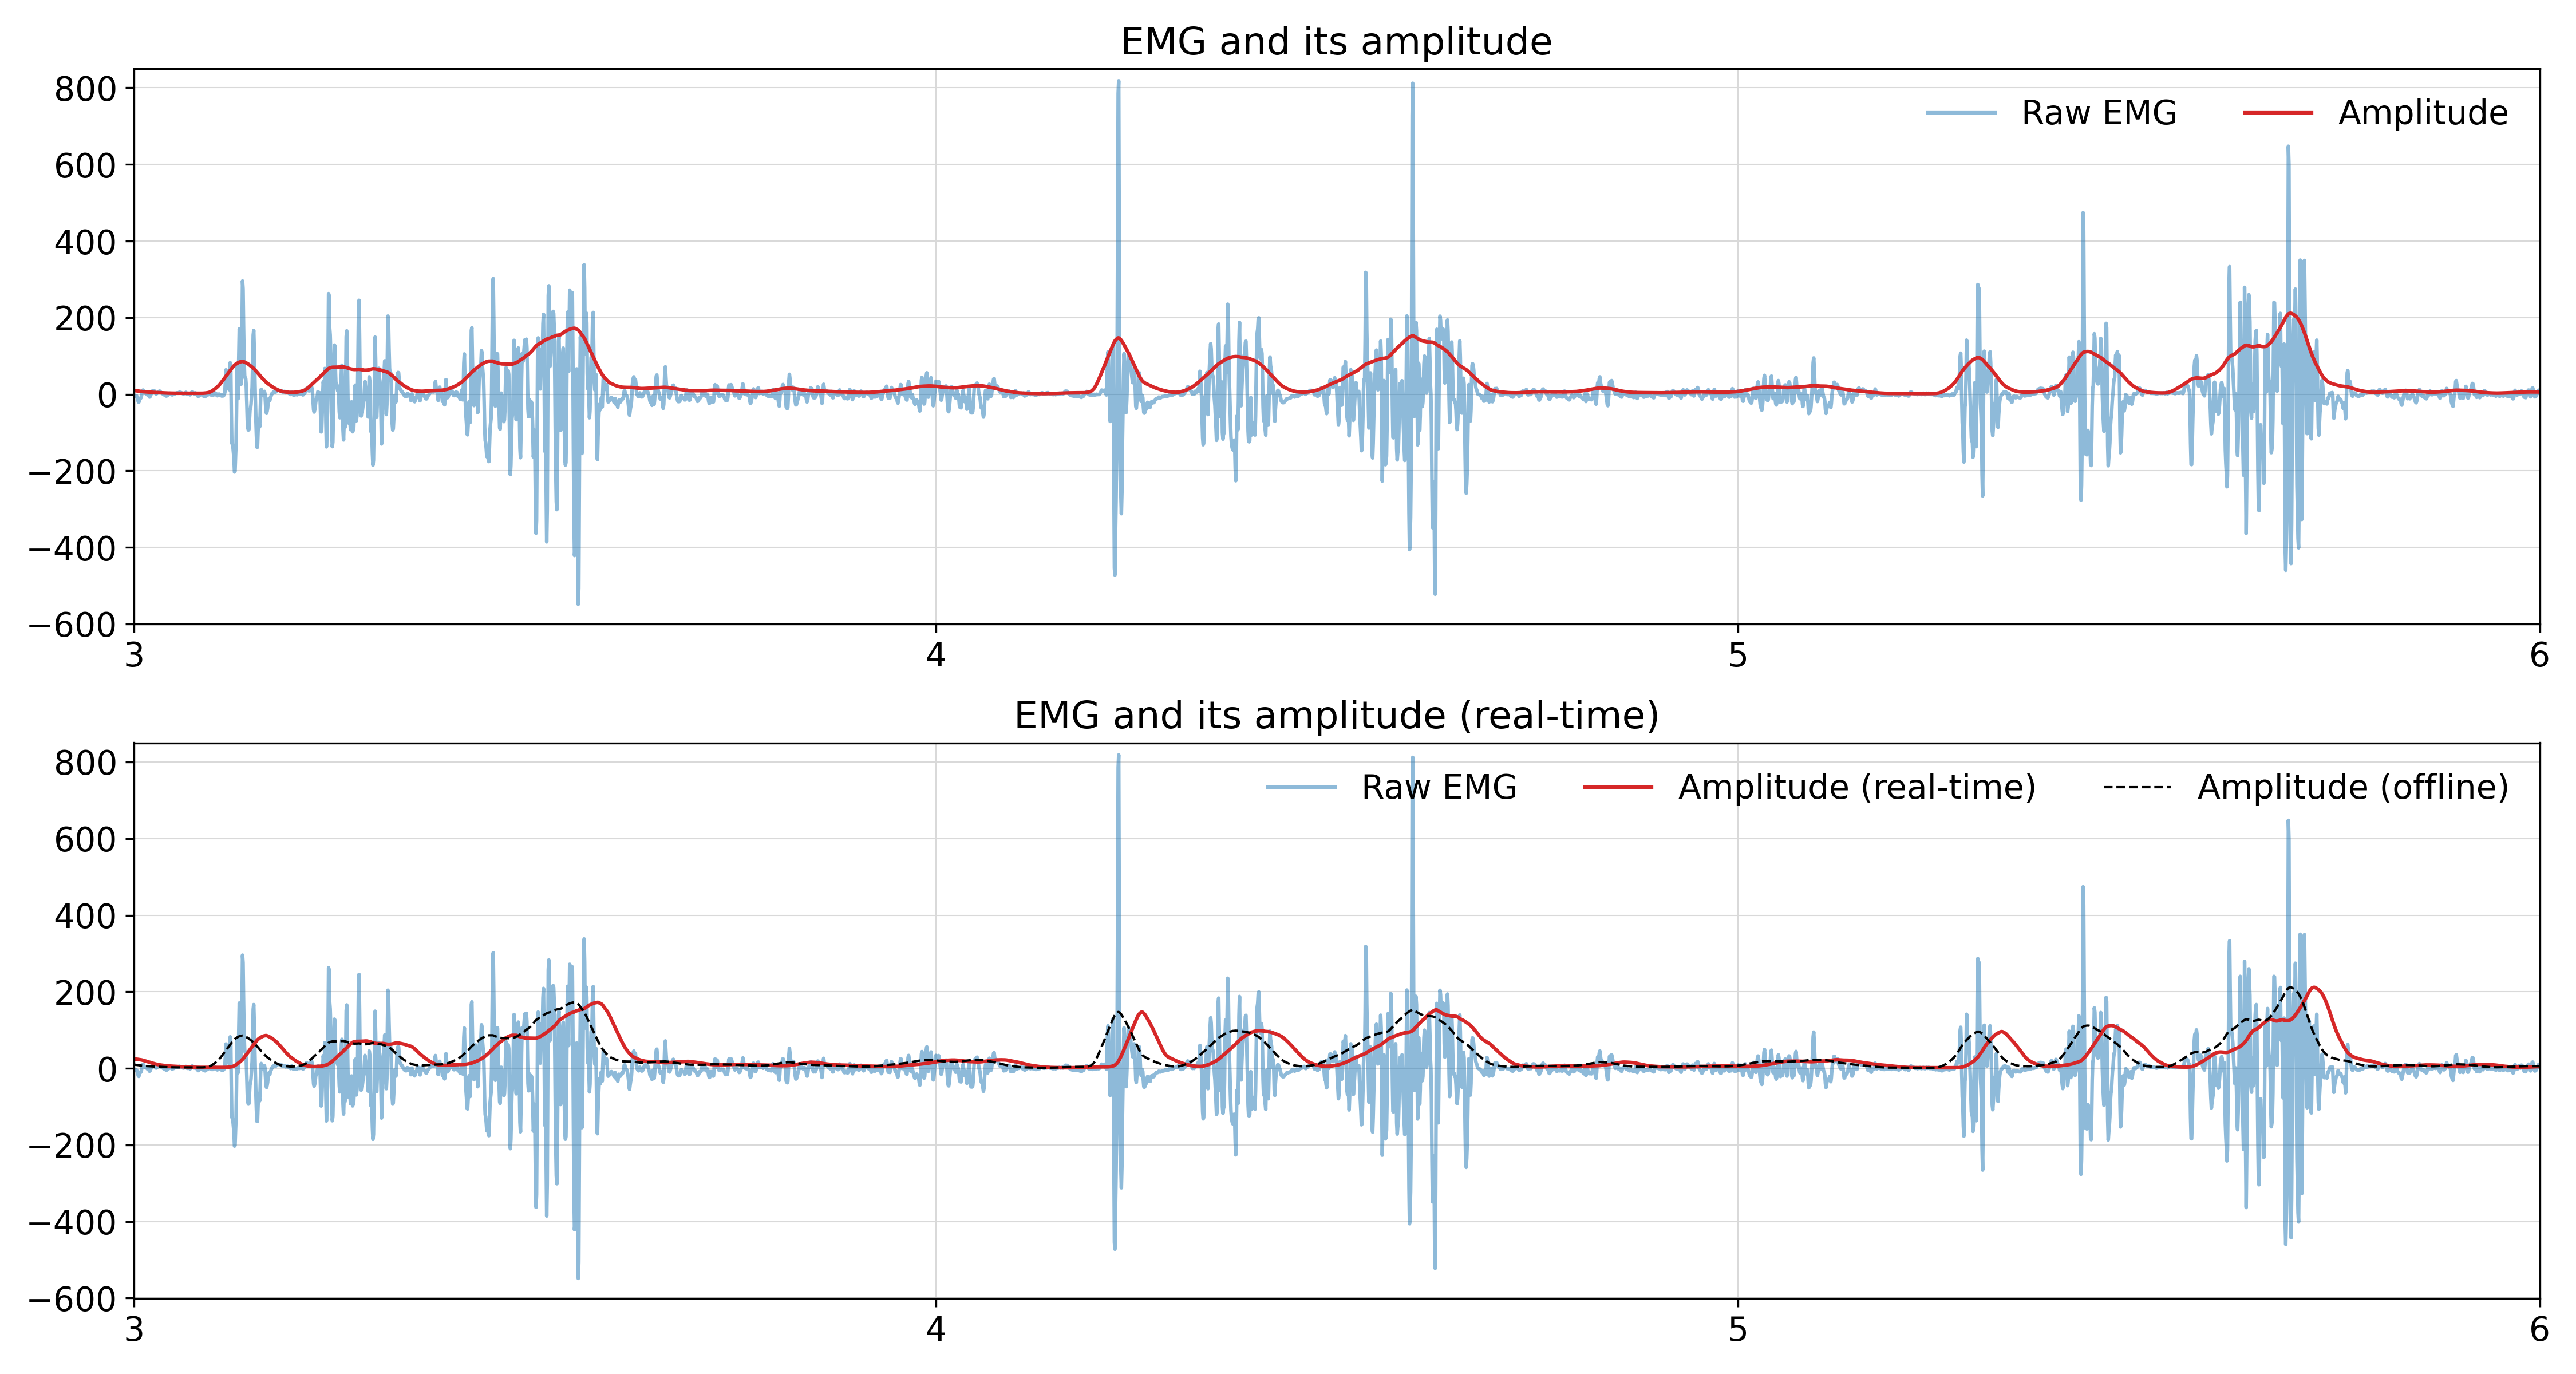 EMG and its amplitude
Raw EMG Amplitude
800
600
400
200
0
−200
−400
−600
3 4 5 6
EMG and its amplitude (real-time)
Raw EMG Amplitude (real-time) Amplitude (offline)
800
600
400
200
0
−200
−400
−600
3 4 5 6